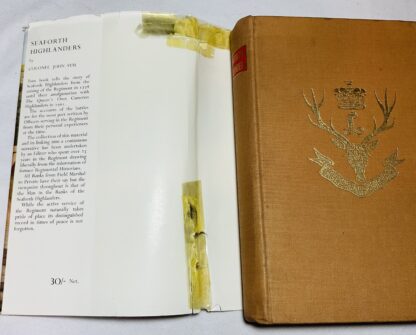 SEAFORTH
HIGHLANDERS
by
COLONEL JOHN SYM
This book tells the story of
Seaforth Highlanders from the
raising of the Regiment in 1778
until their amalgamation with
The Queen's Own Cameron
Highlanders in 1961.
The accounts of the battles
are for the most part written by
Officers serving in the Regiment
from their personal experiences
at the time.
The collection of this material
and its linking into a continuous
narrative has been undertaken
by an Editor who spent over 25
years in the Regiment drawing
liberally from the information in
former Regimental Histories.
All Ranks from Field Marshal
to Private have their say but the
viewpoint throughout is that of
the Man in the Ranks of the
Seaforth Highlanders.
While the active service of
the Regiment naturally takes
pride of place its distinguished
record in times of peace is not
forgotten.
30/- Net.
L